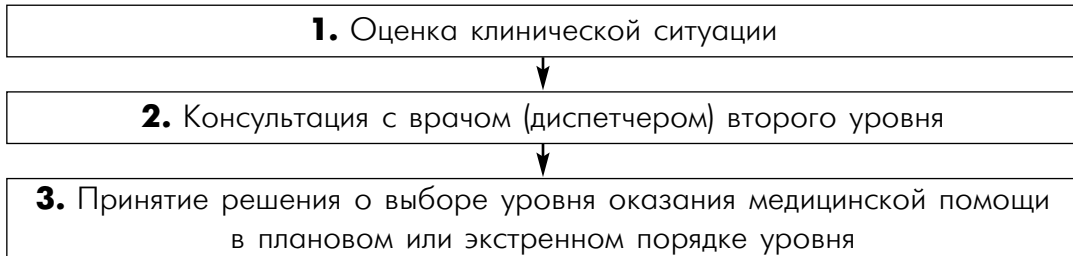 1. Оценка клинической ситуации
2. Консультация с врачом (диспетчером) второго уровня
3. Принятие решения о выборе уровня оказания медицинской помощи
в плановом или экстренном порядке уровня